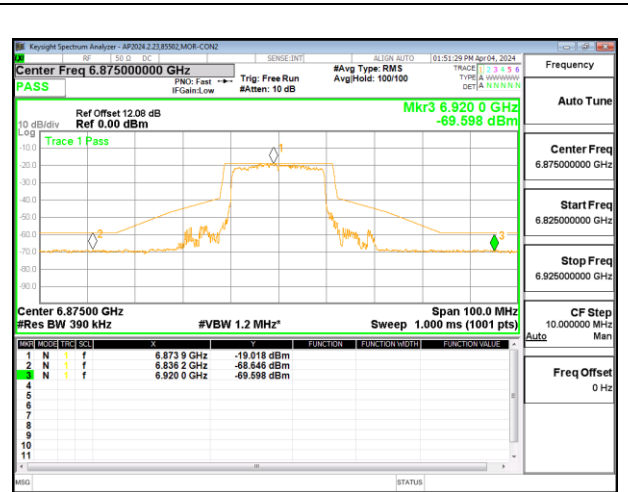 Keysight Spectrum Analyzer - AP2024.2.23,85502,MOR-CON2
RF 50 Ω DC SENSE:INT ALIGN AUTO 01:51:29 PM Apr 04, 2024
Center Freq 6.875000000 GHz
PASS
PNO: Fast
IFGain:Low
Trig: Free Run
#Atten: 10 dB
#Avg Type: RMS
Avg|Hold: 100/100
TRACE 1 2 3 4 5 6
TYPE A WWWWW
DET A NNNNN
Ref Offset 12.08 dB
Ref 0.00 dBm
10 dB/div
Log
Mkr3 6.920 0 GHz
-69.598 dBm
Trace 1 Pass
-10.0
-20.0
-30.0
-40.0
-50.0
-60.0
-70.0
-80.0
-90.0
1
2
3
Center 6.87500 GHz Span 100.0 MHz
#Res BW 390 kHz #VBW 1.2 MHz* Sweep 1.000 ms (1001 pts)
MKR MODE TRC SCL X Y FUNCTION FUNCTION WIDTH FUNCTION VALUE
1 N 1 f 6.873 9 GHz -19.018 dBm
2 N 1 f 6.836 2 GHz -68.646 dBm
3 N 1 f 6.920 0 GHz -69.598 dBm
4
5
6
7
8
9
10
11
MSG STATUS
Frequency
Auto Tune
Center Freq
6.875000000 GHz
Start Freq
6.825000000 GHz
Stop Freq
6.925000000 GHz
CF Step
10.000000 MHz
Auto Man
Freq Offset
0 Hz